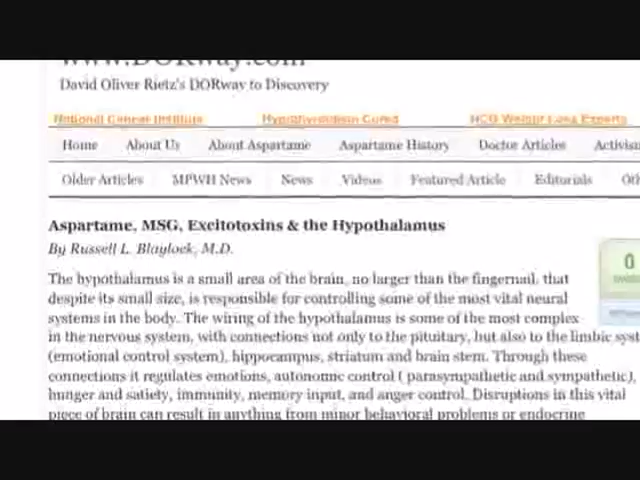 www.DORway.com
David Oliver Rietz's DORway to Discovery
National Cancer Institute Hypothyroidism Cured HCG Weight Loss Experts
Home About Us About Aspartame Aspartame History Doctor Articles Activism
Older Articles MPWH News News Videos Featured Article Editorials Oth
Aspartame, MSG, Excitotoxins & the Hypothalamus
By Russell L. Blaylock, M.D.
0
The hypothalamus is a small area of the brain, no larger than the fingernail, that
despite its small size, is responsible for controlling some of the most vital neural
systems in the body. The wiring of the hypothalamus is some of the most complex
in the nervous system, with connections not only to the pituitary, but also to the limbic syst
(emotional control system), hippocampus, striatum and brain stem. Through these
connections it regulates emotions, autonomic control ( parasympathetic and sympathetic),
hunger and satiety, immunity, memory input, and anger control. Disruptions in this vital
piece of brain can result in anything from minor behavioral problems or endocrine